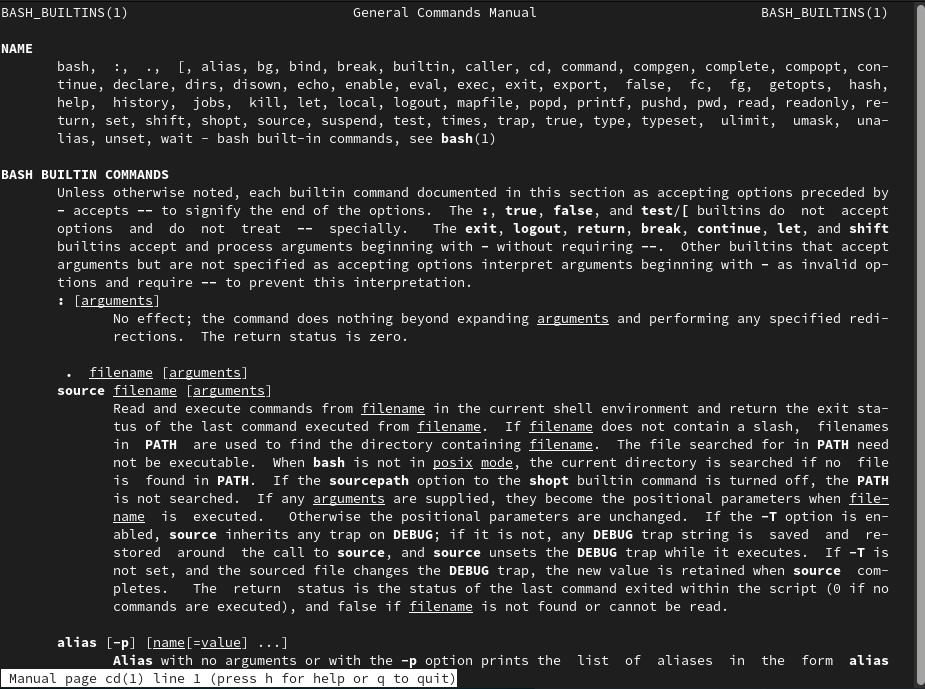 BASH_BUILTINS(1) General Commands Manual BASH_BUILTINS(1)
NAME
bash, :, ., [, alias, bg, bind, break, builtin, caller, cd, command, compgen, complete, compopt, con-
tinue, declare, dirs, disown, echo, enable, eval, exec, exit, export, false, fc, fg, getopts, hash,
help, history, jobs, kill, let, local, logout, mapfile, popd, printf, pushd, pwd, read, readonly, re-
turn, set, shift, shopt, source, suspend, test, times, trap, true, type, typeset, ulimit, umask, una-
lias, unset, wait - bash built-in commands, see bash(1)
BASH BUILTIN COMMANDS
Unless otherwise noted, each builtin command documented in this section as accepting options preceded by
- accepts -- to signify the end of the options. The :, true, false, and test/[ builtins do not accept
options and do not treat -- specially. The exit, logout, return, break, continue, let, and shift
builtins accept and process arguments beginning with - without requiring --. Other builtins that accept
arguments but are not specified as accepting options interpret arguments beginning with - as invalid op-
tions and require -- to prevent this interpretation.
: [arguments]
No effect; the command does nothing beyond expanding arguments and performing any specified redi-
rections. The return status is zero.
. filename [arguments]
source filename [arguments]
Read and execute commands from filename in the current shell environment and return the exit sta-
tus of the last command executed from filename. If filename does not contain a slash, filenames
in PATH are used to find the directory containing filename. The file searched for in PATH need
not be executable. When bash is not in posix mode, the current directory is searched if no file
is found in PATH. If the sourcepath option to the shopt builtin command is turned off, the PATH
is not searched. If any arguments are supplied, they become the positional parameters when file-
name is executed. Otherwise the positional parameters are unchanged. If the -T option is en-
abled, source inherits any trap on DEBUG; if it is not, any DEBUG trap string is saved and re-
stored around the call to source, and source unsets the DEBUG trap while it executes. If -T is
not set, and the sourced file changes the DEBUG trap, the new value is retained when source com-
pletes. The return status is the status of the last command exited within the script (0 if no
commands are executed), and false if filename is not found or cannot be read.
alias [-p] [name[=value] ...]
Alias with no arguments or with the -p option prints the list of aliases in the form alias
Manual page cd(1) line 1 (press h for help or q to quit)